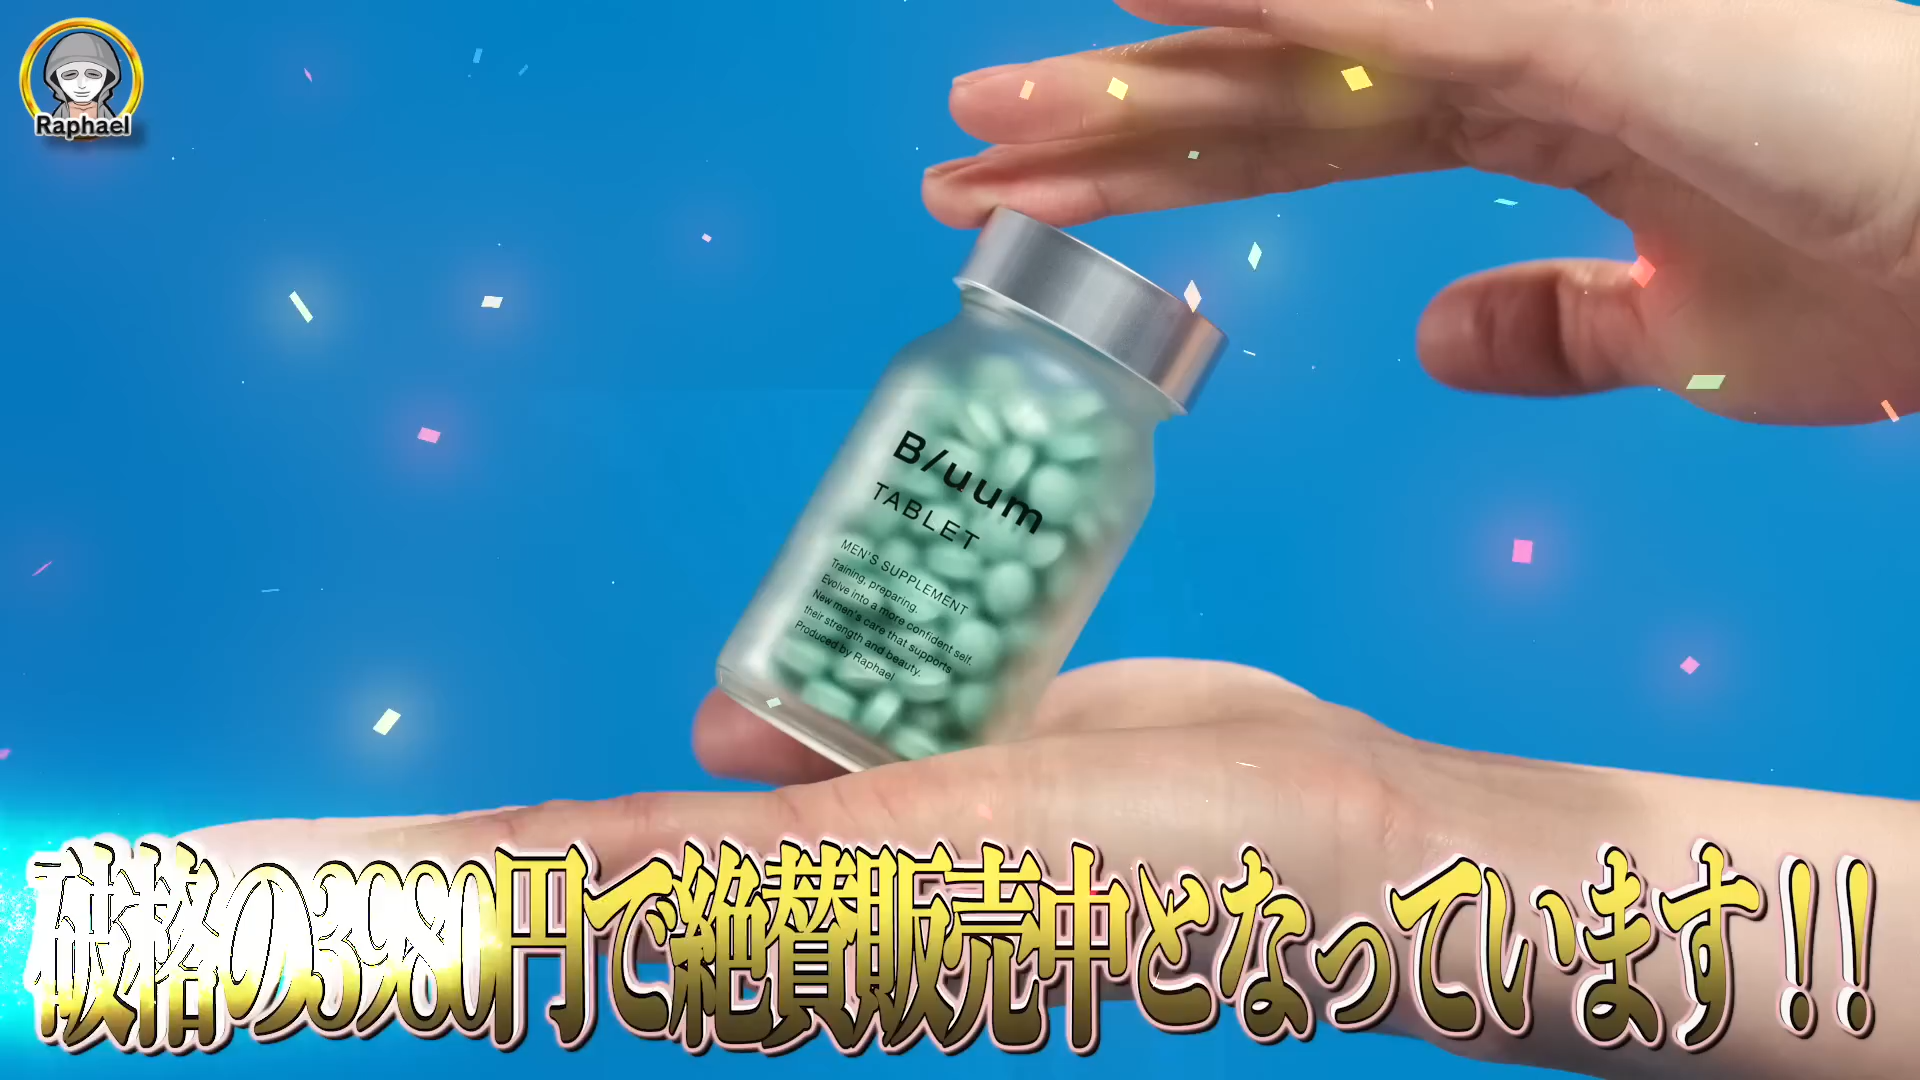 Raphael
B/uum
TABLET
MEN'S SUPPLEMENT
Training, preparing.
Evolve into a more confident self.
New men's care that supports
their strength and beauty.
Produced by Raphael
破格の3980円で絶賛販売中となっています!!